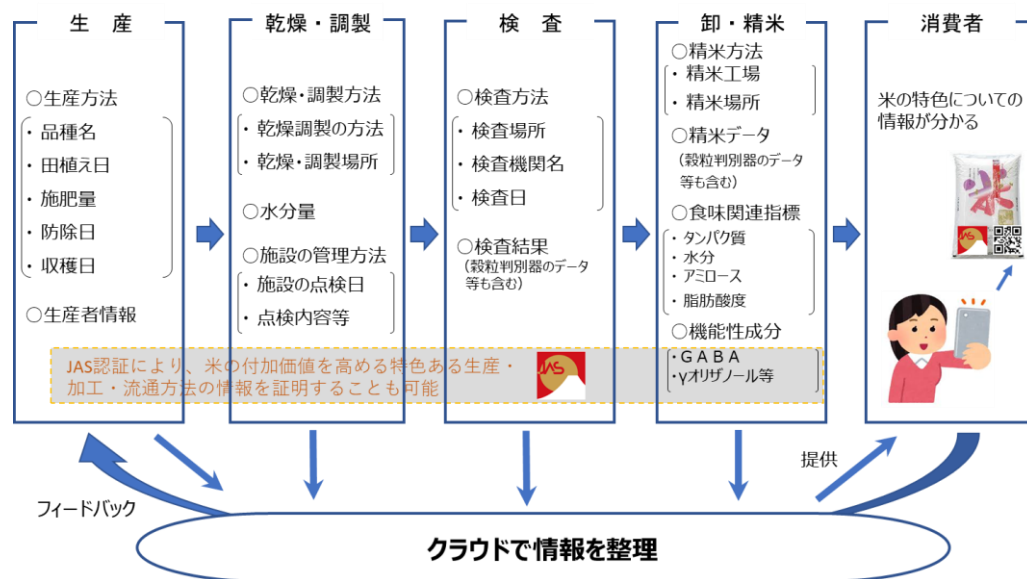 生 産
○生産方法
・ 品種名
・ 田植え日
・ 施肥量
・ 防除日
・ 収穫日
○生産者情報
乾燥・調製
○乾燥・調製方法
・ 乾燥調製の方法
・ 乾燥・調製場所
○水分量
○施設の管理方法
・ 施設の点検日
・ 点検内容等
検 査
○検査方法
・ 検査場所
・ 検査機関名
・ 検査日
○検査結果
(穀粒判別器のデータ
等も含む)
卸・精米
○精米方法
・ 精米工場
・ 精米場所
○精米データ
(穀粒判別器のデータ
等も含む)
○食味関連指標
・ タンパク質
・ 水分
・ アミロース
・ 脂肪酸度
○機能性成分
・ＧＡＢＡ
・γオリザノール等
消費者
米の特色についての
情報が分かる
米
JAS
JAS認証により、米の付加価値を高める特色ある生産・
加工・流通方法の情報を証明することも可能
JAS
フィードバック
提供
クラウドで情報を整理